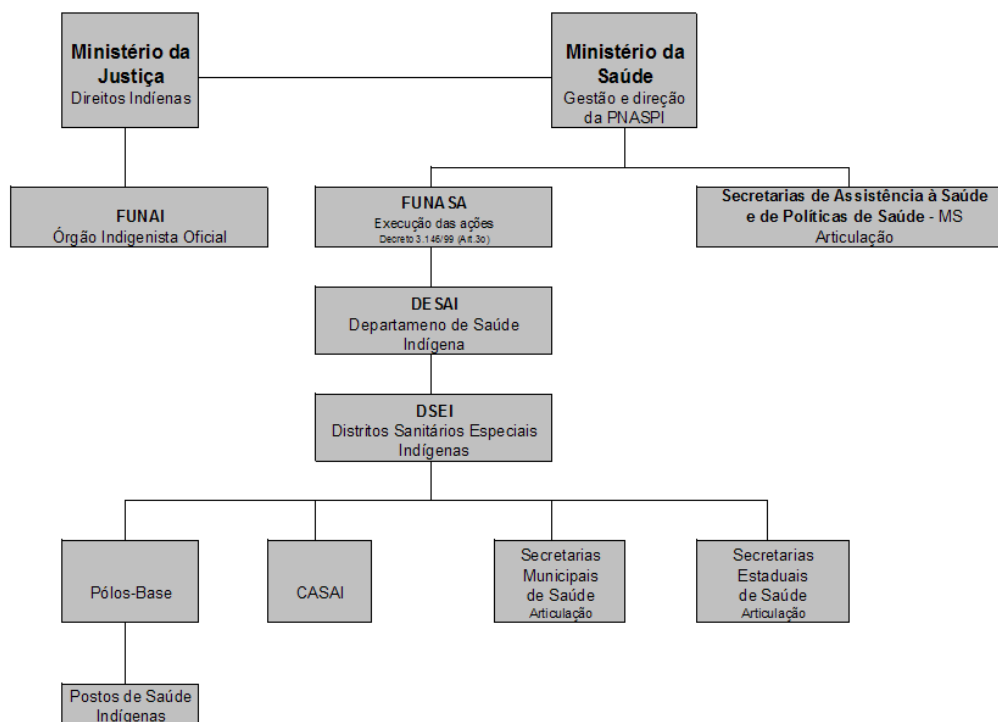 Ministério da
Justiça
Direitos Indíenas
Ministério da
Saúde
Gestão e direção
da PNASPI
FUNAI
Órgão Indigenista Oficial
FUNASA
Execução das ações
Decreto 3.146/99 (Art.3o)
Secretarias de Assistência à Saúde
e de Políticas de Saúde - MS
Articulação
DESAI
Departameno de Saúde
Indígena
DSEI
Distritos Sanitários Especiais
Indígenas
Pólos-Base
CASAI
Secretarias
Municipais
de Saúde
Articulação
Secretarias
Estaduais
de Saúde
Articulação
Postos de Saúde
Indígenas